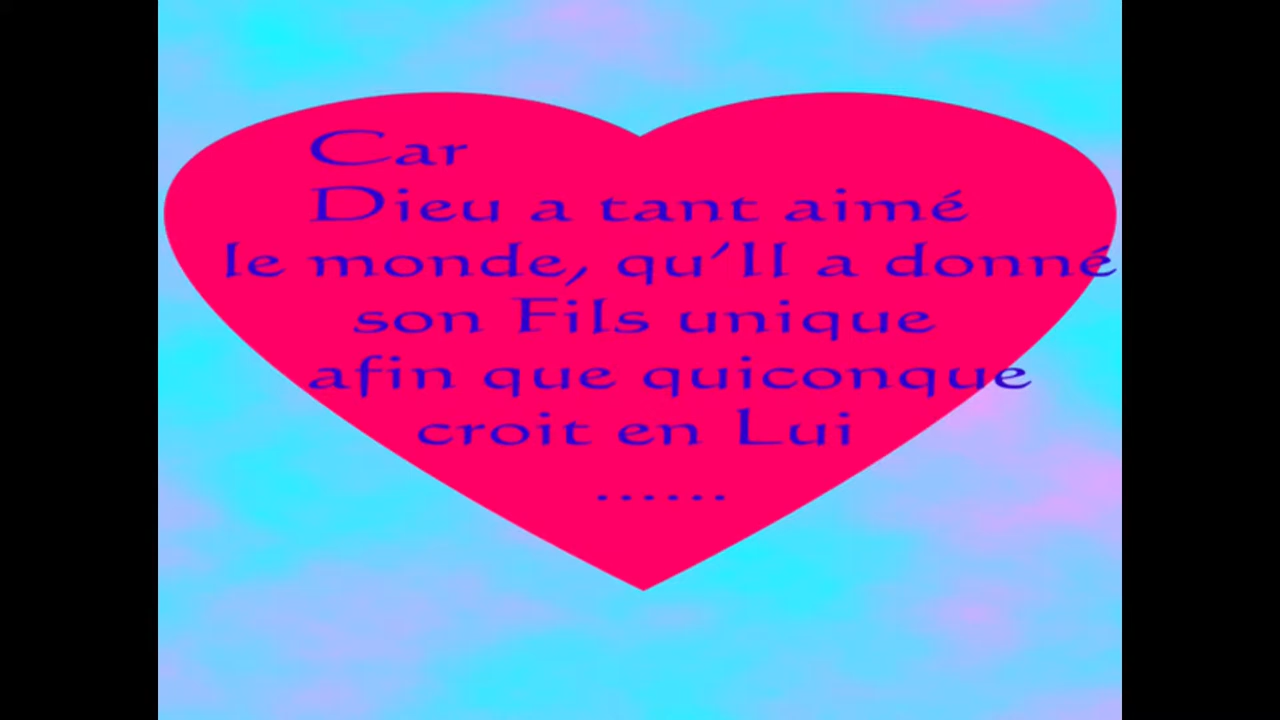 Car
Dieu a tant aimé
le monde, qu'Il a donné
son Fils unique
afin que quiconque
croit en Lui
......